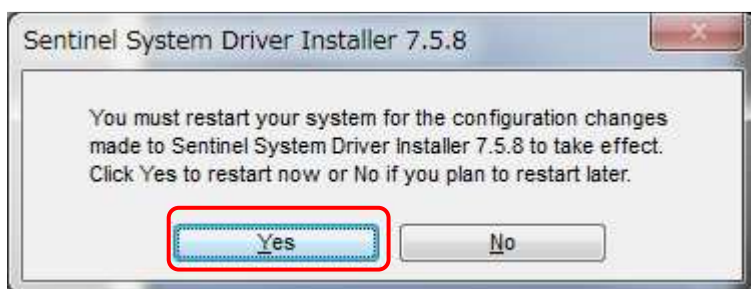 Sentinel System Driver Installer 7.5.8
You must restart your system for the configuration changes
made to Sentinel System Driver Installer 7.5.8 to take effect.
Click Yes to restart now or No if you plan to restart later.
Yes
No